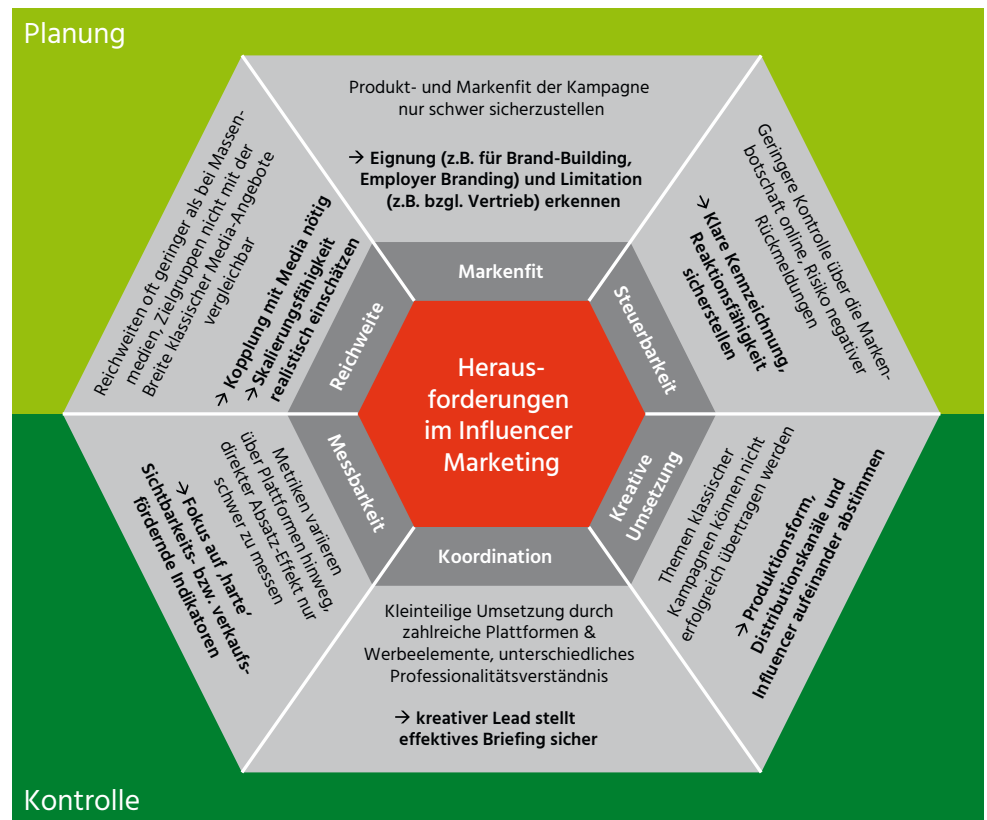 Planung
Produkt- und Markenfit der Kampagne
nur schwer sicherzustellen
→ Eignung (z.B. für Brand-Building,
Employer Branding) und Limitation
(z.B. bzgl. Vertrieb) erkennen
Markenfit
Geringere Kontrolle über die Marken-
botschaft online, Risiko negativer
Rückmeldungen
→ Klare Kennzeichnung,
Reaktionsfähigkeit
sicherstellen
Steuerbarkeit
Themen klassischer
Kampagnen können nicht
erfolgreich übertragen werden
→ Produktionsform,
Distributionskanäle und
Influencer aufeinander abstimmen
Kreative
Umsetzung
Koordination
Kleinteilige Umsetzung durch
zahlreiche Plattformen &
Werbeelemente, unterschiedliches
Professionalitätsverständnis
→ kreativer Lead stellt
effektives Briefing sicher
Messbarkeit
Metriken variieren
über Plattformen hinweg,
direkter Absatz-Effekt nur
schwer zu messen
→ Fokus auf ‚harte‘
Sichtbarkeits- bzw. verkaufs-
fördernde Indikatoren
Reichweiten oft geringer als bei Massen-
medien, Zielgruppen nicht mit der
Breite klassischer Media-Angebote
vergleichbar
→ Kopplung mit Media nötig
→ Skalierungsfähigkeit
realistisch einschätzen
Reichweite
Heraus-
forderungen
im Influencer
Marketing
Kontrolle